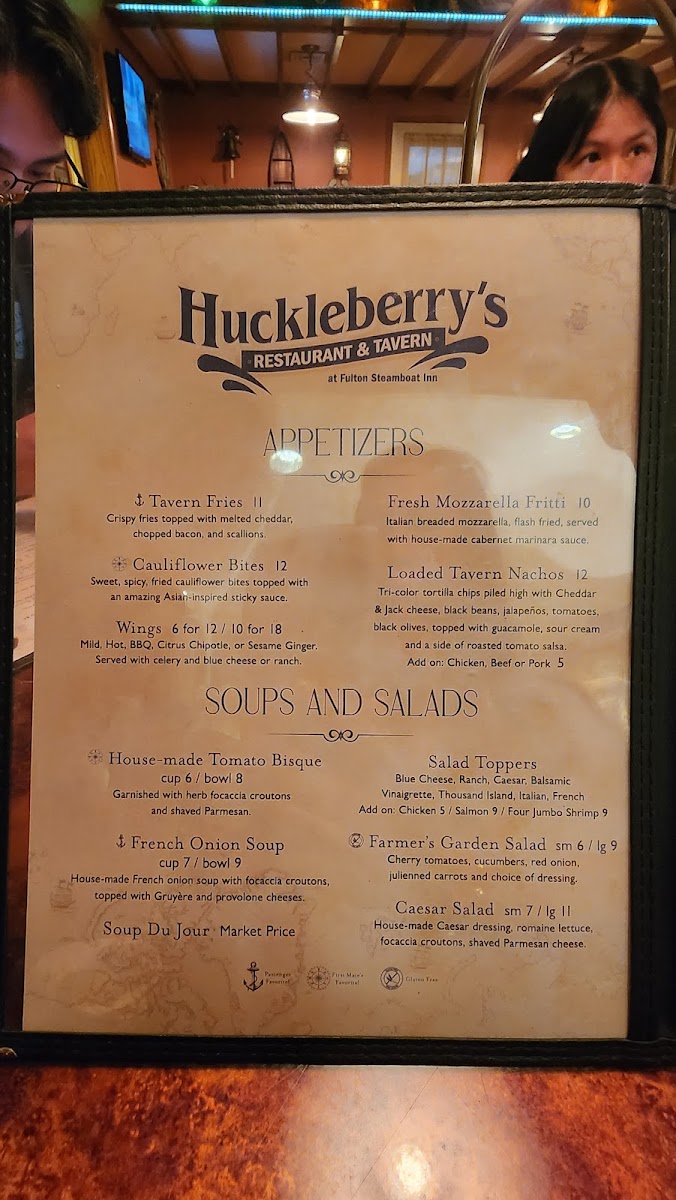 Huckleberry's
RESTAURANT & TAVERN
at Fulton Steamboat Inn
APPETIZERS
Tavern Fries 11
Crispy fries topped with melted cheddar,
chopped bacon, and scallions.
Cauliflower Bites 12
Sweet, spicy, fried cauliflower bites topped with
an amazing Asian-inspired sticky sauce.
Wings 6 for 12 / 10 for 18
Mild, Hot, BBQ, Citrus Chipotle, or Sesame Ginger.
Served with celery and blue cheese or ranch.
Fresh Mozzarella Fritti 10
Italian breaded mozzarella, flash fried, served
with house-made cabernet marinara sauce.
Loaded Tavern Nachos 12
Tri-color tortilla chips piled high with Cheddar
& Jack cheese, black beans, jalapeños, tomatoes,
black olives, topped with guacamole, sour cream
and a side of roasted tomato salsa.
Add on: Chicken, Beef or Pork 5
SOUPS AND SALADS
House-made Tomato Bisque
cup 6 / bowl 8
Garnished with herb focaccia croutons
and shaved Parmesan.
French Onion Soup
cup 7 / bowl 9
House-made French onion soup with focaccia croutons,
topped with Gruyère and provolone cheeses.
Soup Du Jour Market Price
Salad Toppers
Blue Cheese, Ranch, Caesar, Balsamic
Vinaigrette, Thousand Island, Italian, French
Add on: Chicken 5 / Salmon 9 / Four Jumbo Shrimp 9
Farmer's Garden Salad sm 6 / lg 9
Cherry tomatoes, cucumbers, red onion,
julienned carrots and choice of dressing.
Caesar Salad sm 7 / lg 11
House-made Caesar dressing, romaine lettuce,
focaccia croutons, shaved Parmesan cheese.
Passenger
Favorite!
First Mate's
Favorite!
Gluten Free